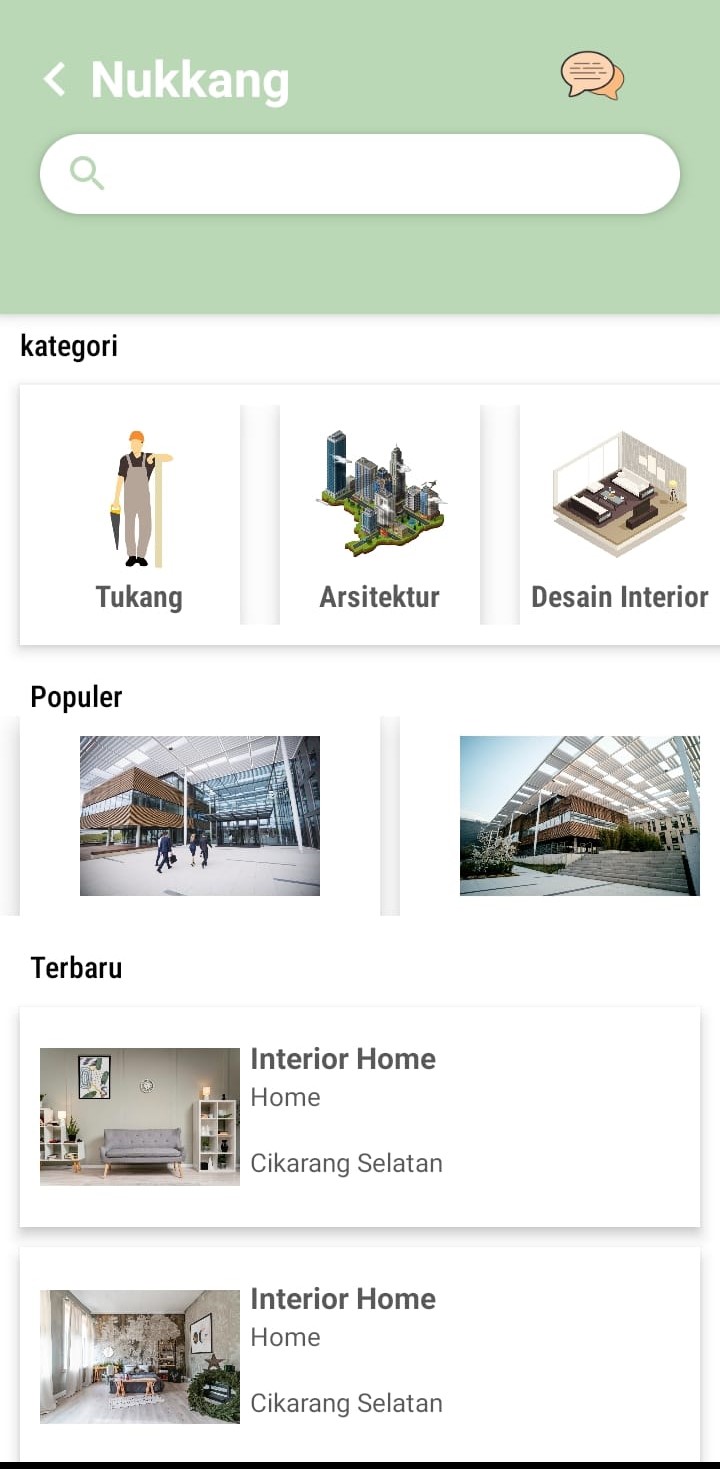 Nukkang
kategori
Tukang
Arsitektur
Desain Interior
Populer
Terbaru
Interior Home
Home
Cikarang Selatan
Interior Home
Home
Cikarang Selatan